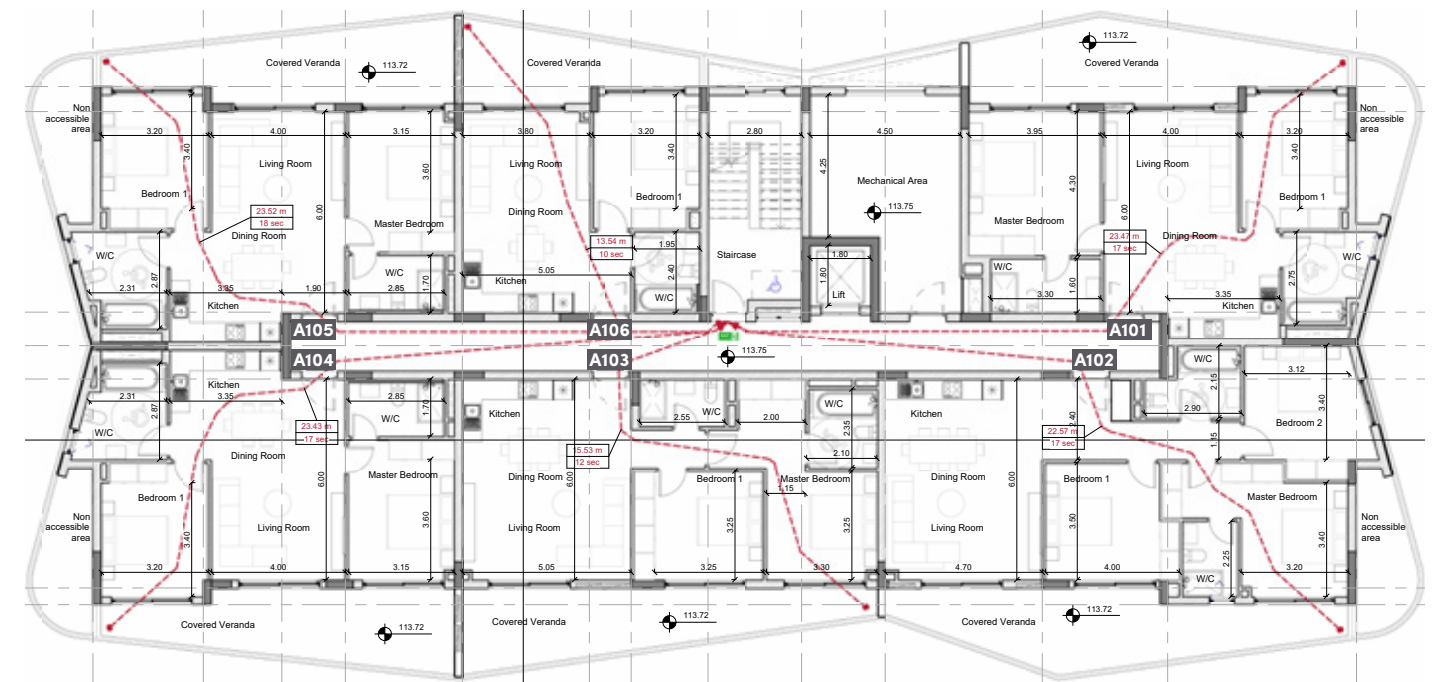 113.72
Covered Veranda
113.72
Covered Veranda
Covered Veranda
113.72
Non
accessible
area
Non
accessible
area
3.20
4.00
3.15
3.80
3.20
2.80
4.50
3.95
4.00
3.20
3.40
Living Room
3.60
Living Room
3.40
4.25
Mechanical Area
4.30
Living Room
3.40
Bedroom 1
Bedroom 1
Bedroom 1
6.00
Master Bedroom
Dining Room
113.75
Master Bedroom
6.00
23.52 m
18 sec
Dining Room
13.54 m
10 sec
1.95
23.47 m
17 sec
Dining Room
W/C
Staircase
1.80
W/C
2.87
W/C
5.05
2.40
1.80
W/C
2.75
2.31
3.35
1.90
2.85
1.70
Kitchen
W/C
Lift
3.30
1.60
3.35
Kitchen
Kitchen
A105
A106
A101
113.75
A104
A103
A102
W/C
2.15
3.12
Kitchen
2.31
3.35
2.87
2.85
1.70
W/C
Kitchen
2.55
W/C
2.00
W/C
2.35
Kitchen
2.40
2.90
3.40
Bedroom 2
W/C
23.43 m
17 sec
22.57 m
17 sec
1.15
Dining Room
5.53 m
12 sec
2.10
Master Bedroom
6.00
Dining Room
6.00
Bedroom 1
Master Bedroom
1.15
Dining Room
6.00
Bedroom 1
Master Bedroom
Bedroom 1
Non
accessible
area
Living Room
3.60
Living Room
3.25
3.25
Living Room
3.50
Non
accessible
area
3.40
3.40
2.25
3.20
4.00
3.15
5.05
3.25
3.30
4.70
4.00
W/C
3.20
Covered Veranda
113.72
Covered Veranda
113.72
Covered Veranda
113.72